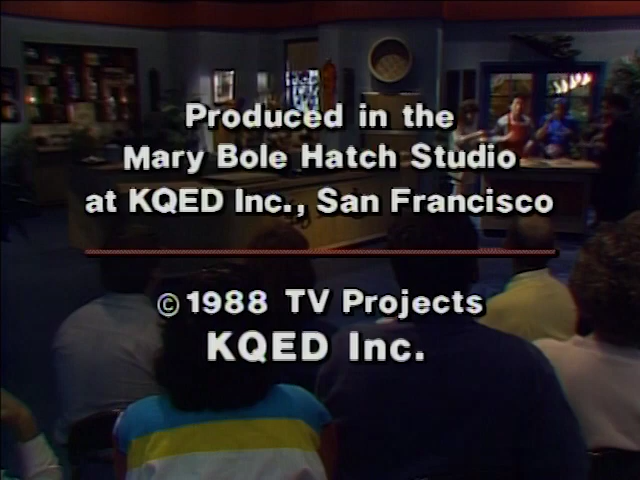 Produced in the
Mary Bole Hatch Studio
at KQED Inc., San Francisco
© 1988 TV Projects
KQED Inc.